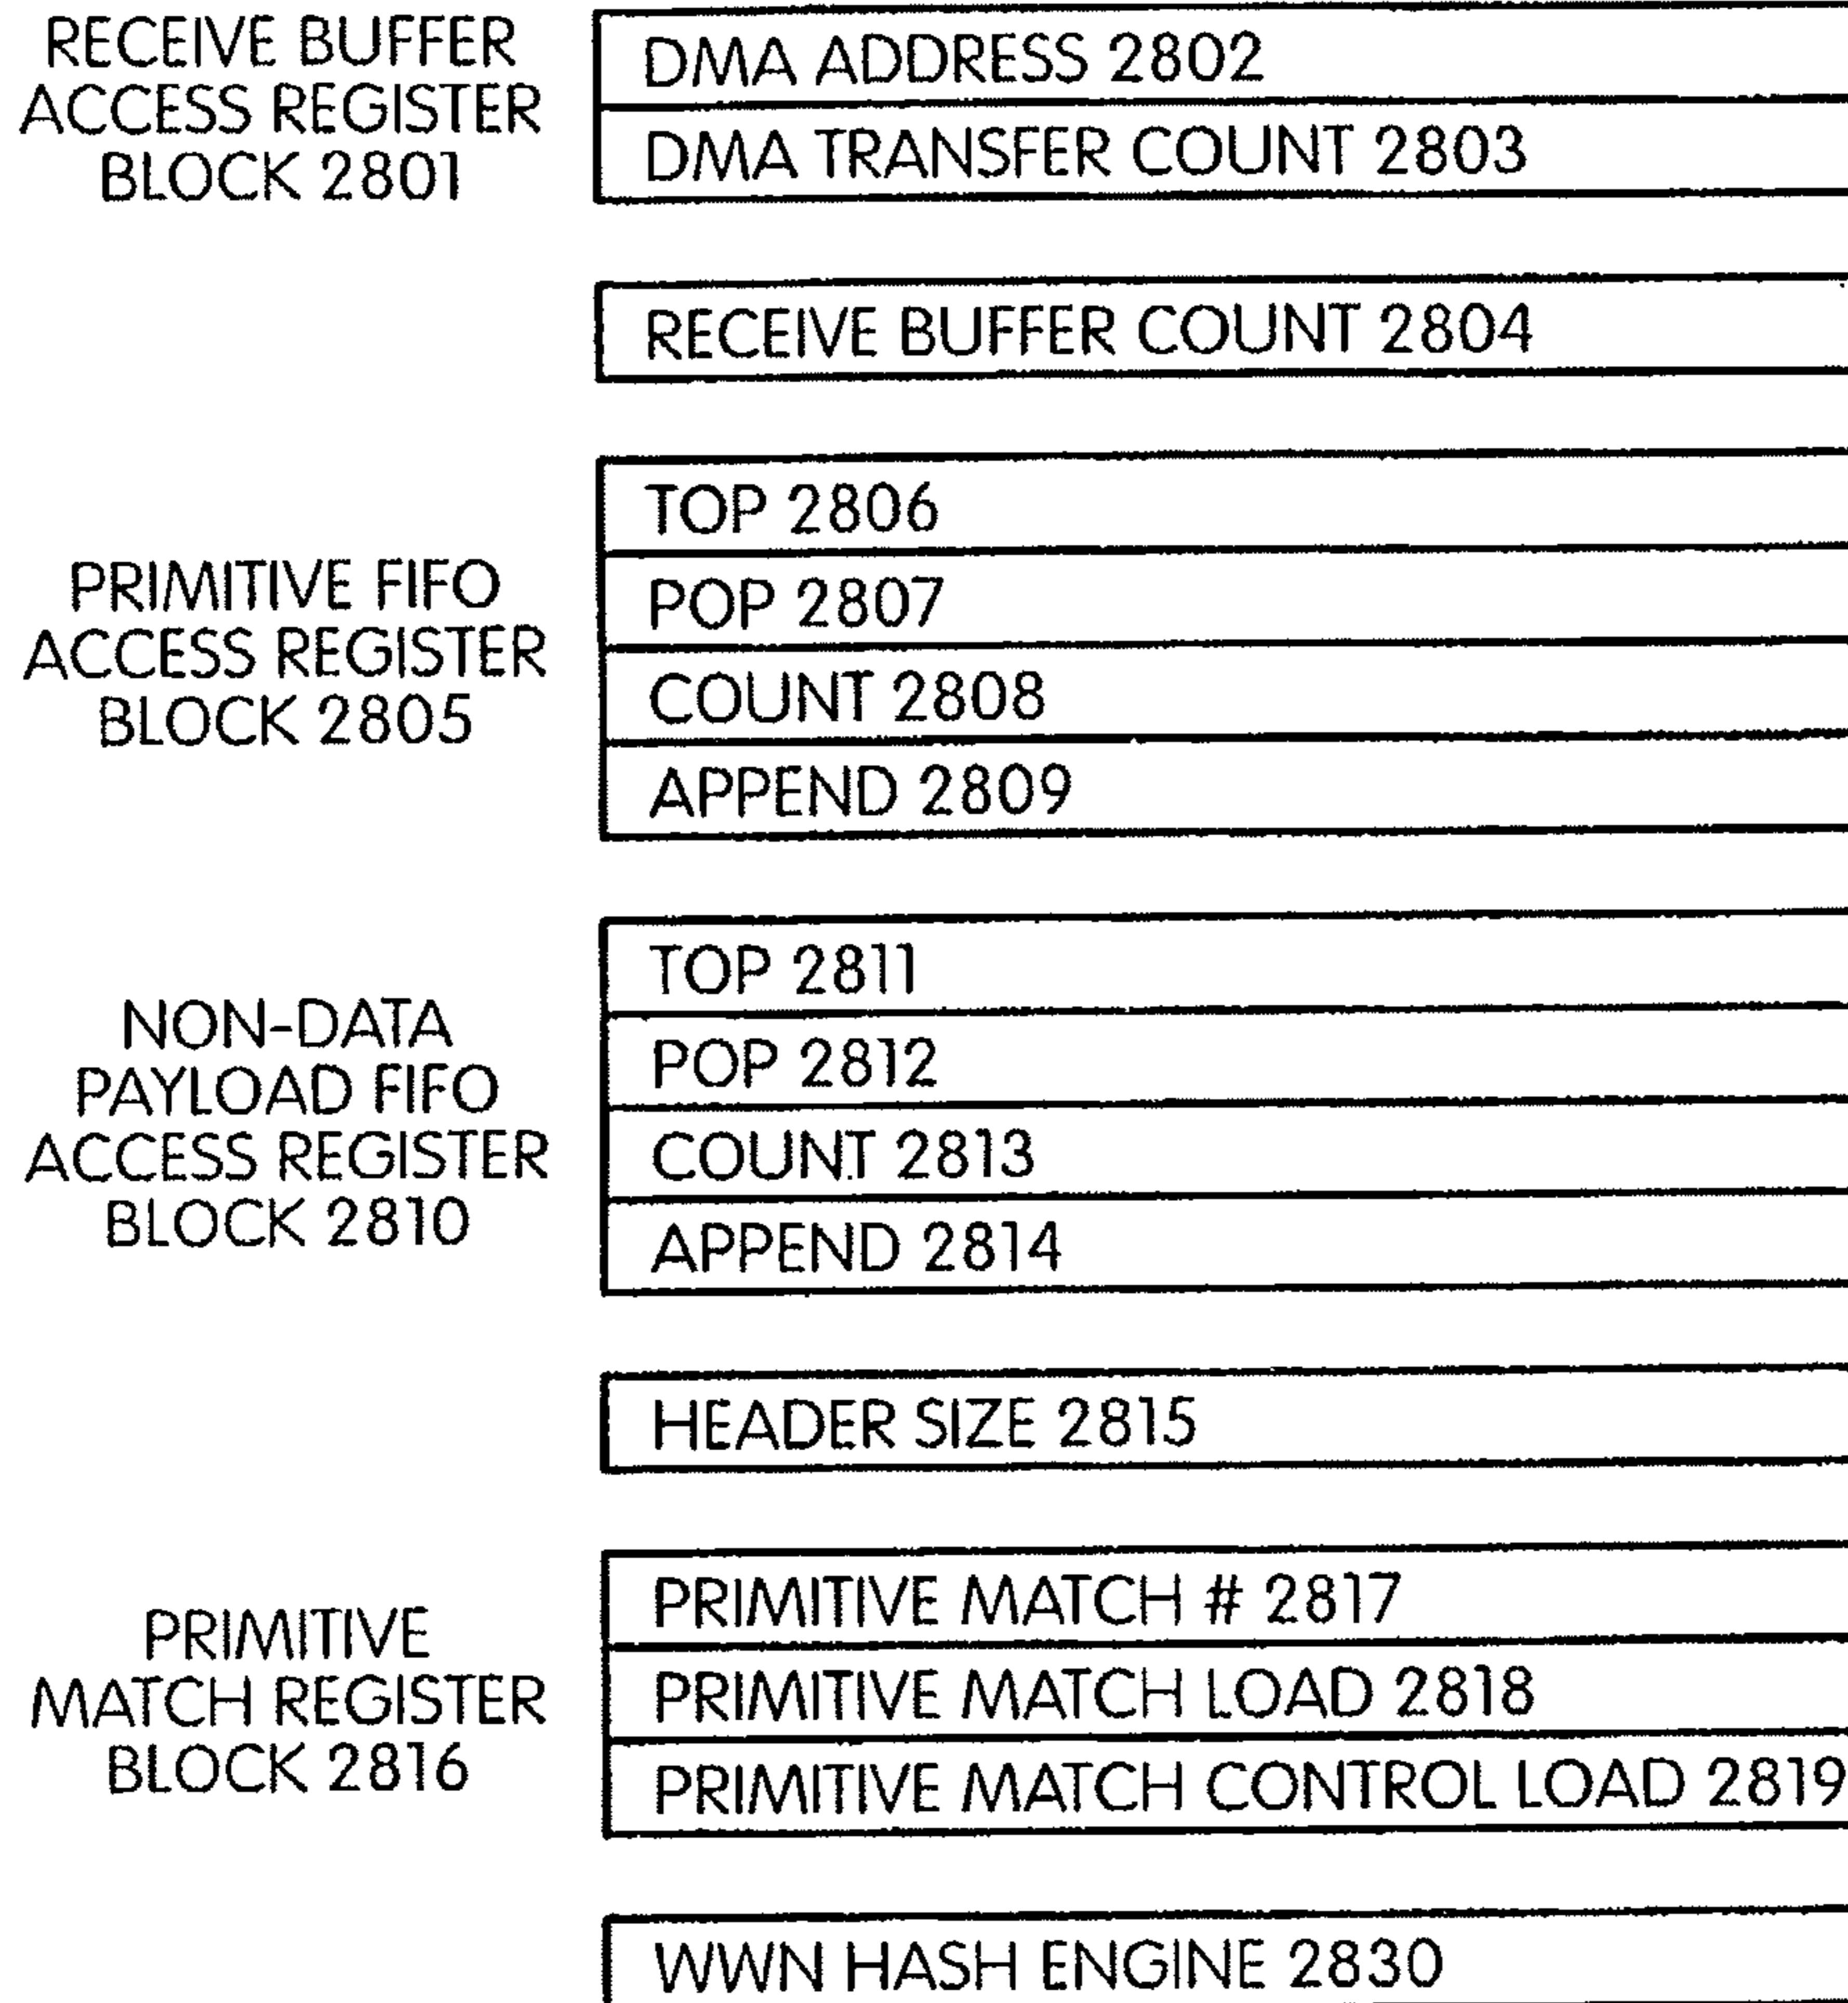 RECEIVE BUFFER
ACCESS REGISTER
BLOCK 2801
DMA ADDRESS 2802
DMA TRANSFER COUNT 2803
RECEIVE BUFFER COUNT 2804
PRIMITIVE FIFO
ACCESS REGISTER
BLOCK 2805
TOP 2806
POP 2807
COUNT 2808
APPEND 2809
NON-DATA
PAYLOAD FIFO
ACCESS REGISTER
BLOCK 2810
TOP 2811
POP 2812
COUNT 2813
APPEND 2814
HEADER SIZE 2815
PRIMITIVE
MATCH REGISTER
BLOCK 2816
PRIMITIVE MATCH # 2817
PRIMITIVE MATCH LOAD 2818
PRIMITIVE MATCH CONTROL LOAD 2819
WWN HASH ENGINE 2830